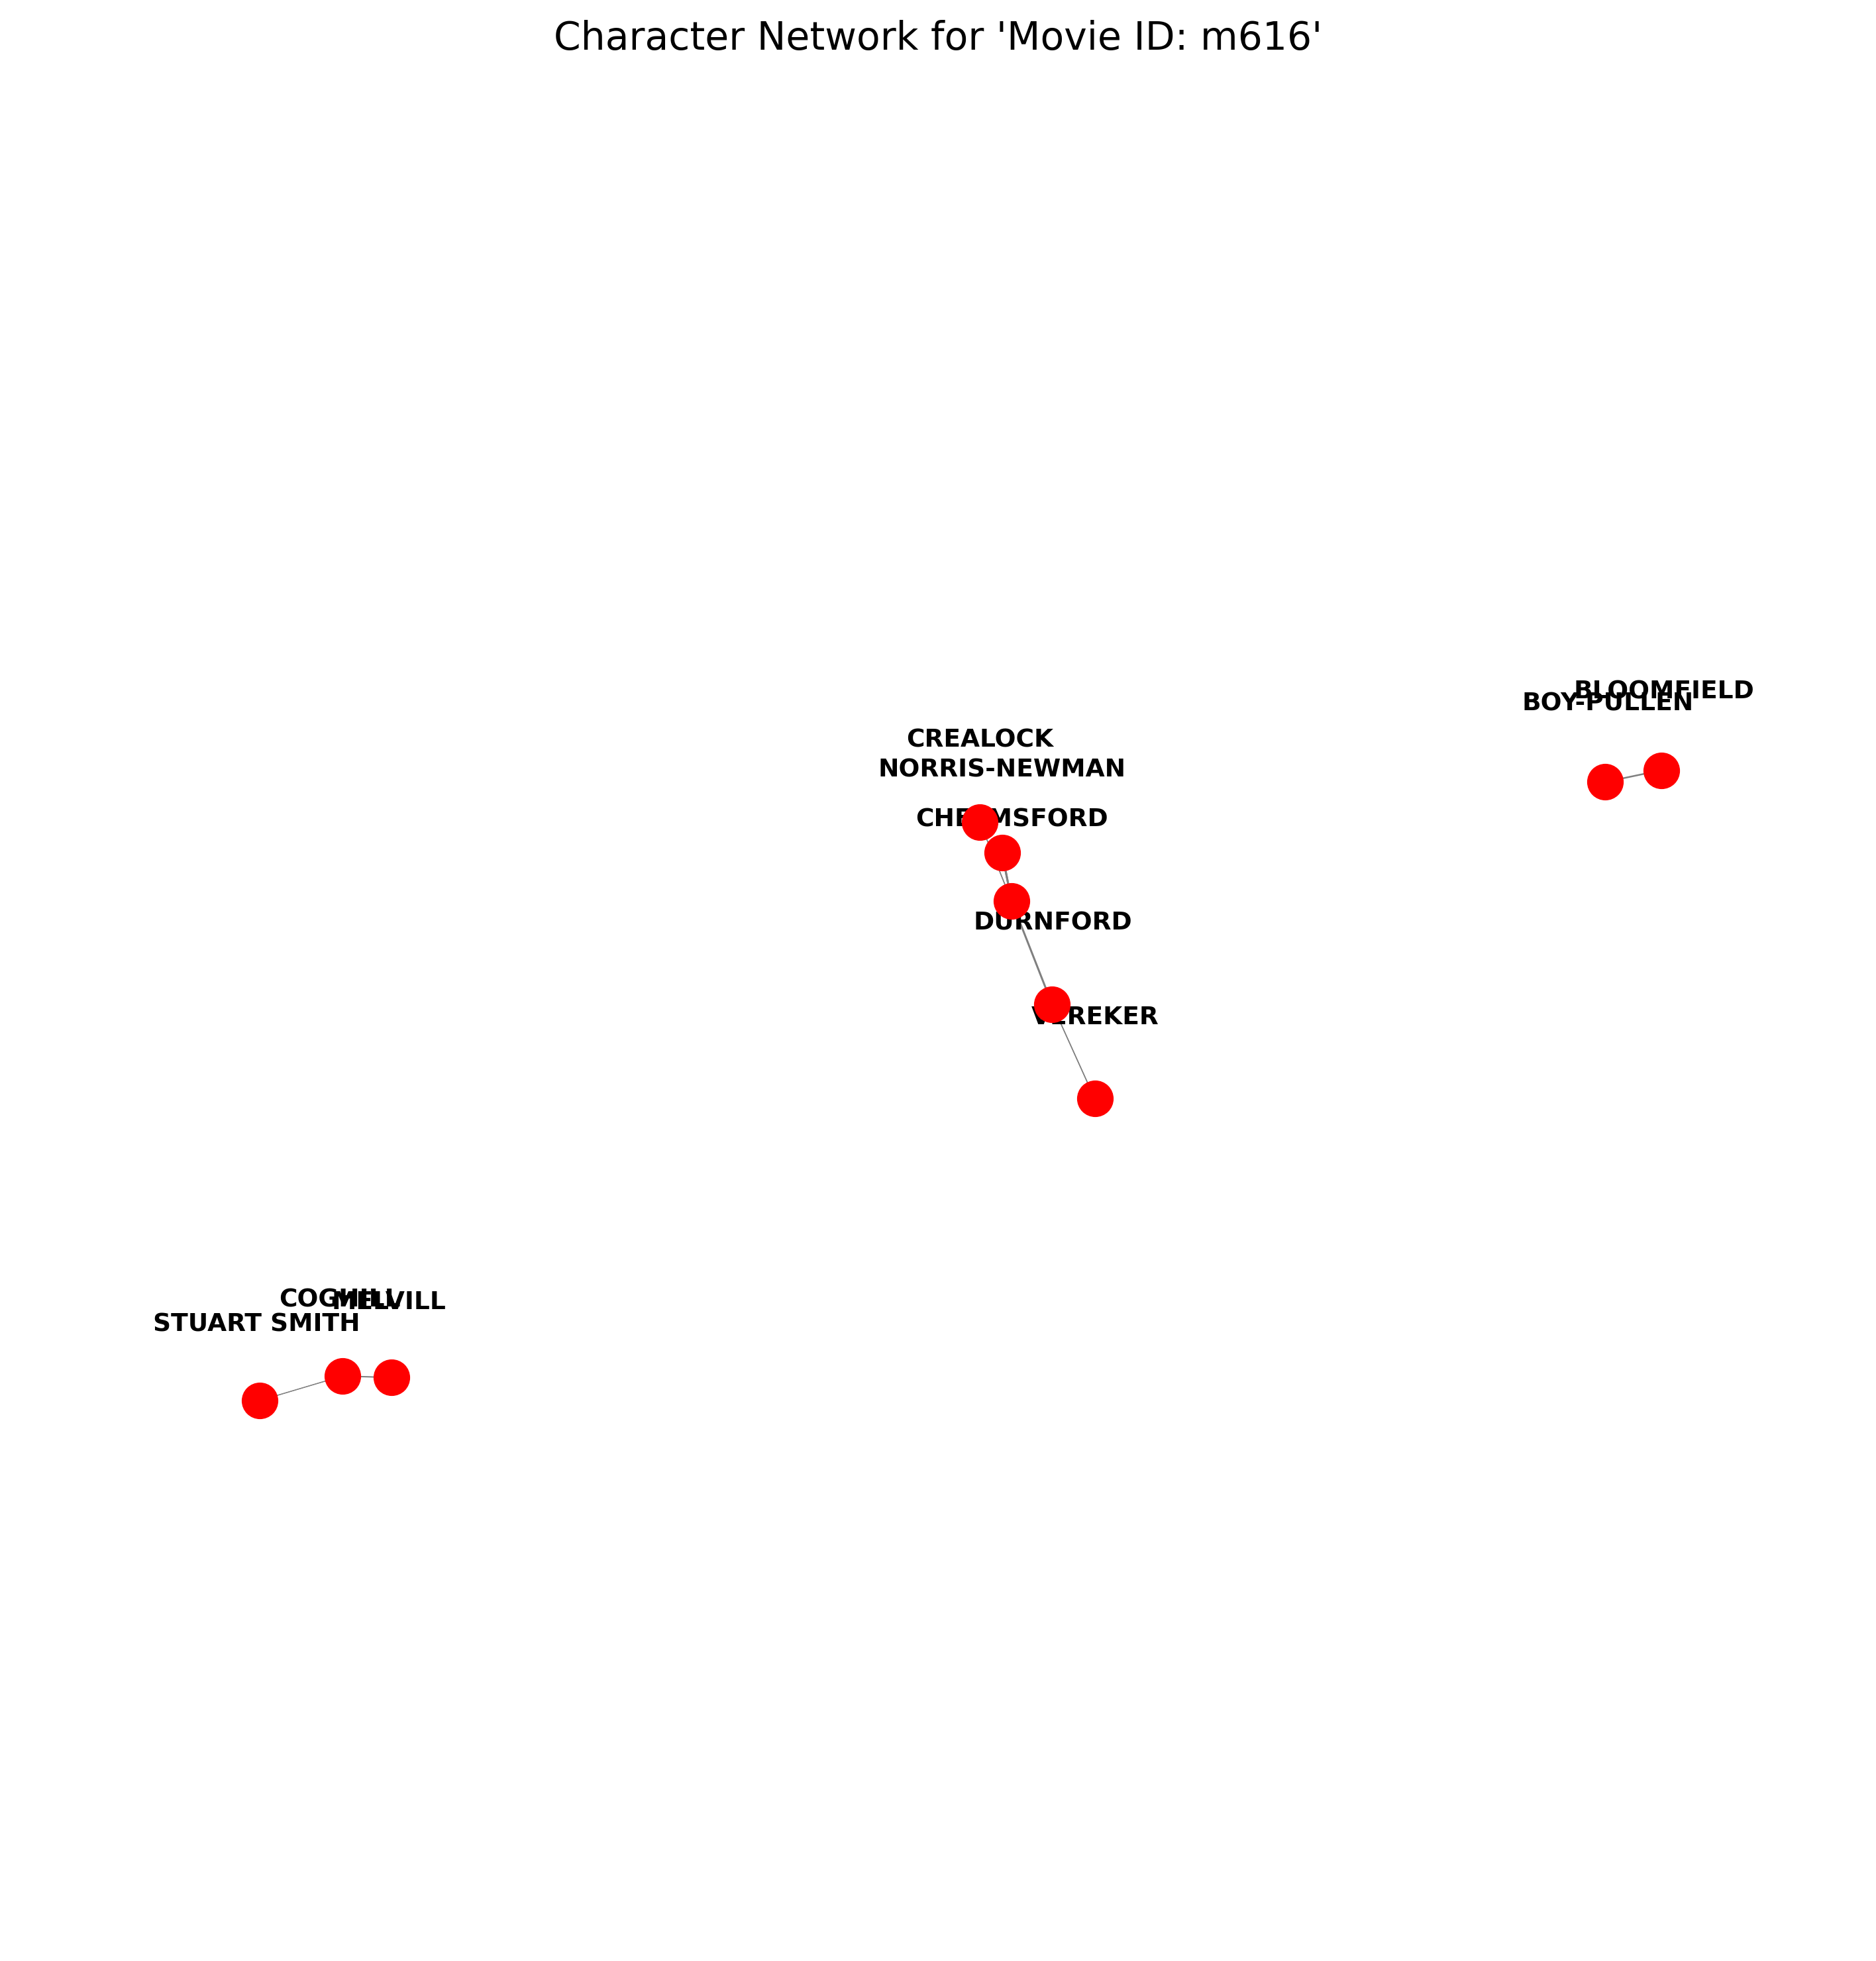 Character Network for 'Movie ID: m616'
BLOOMFIELD
BOY-PULLEN
CREALOCK
NORRIS-NEWMAN
CHELMSFORD
DURNFORD
VEREKER
COGHILL
MELVILL
STUART SMITH